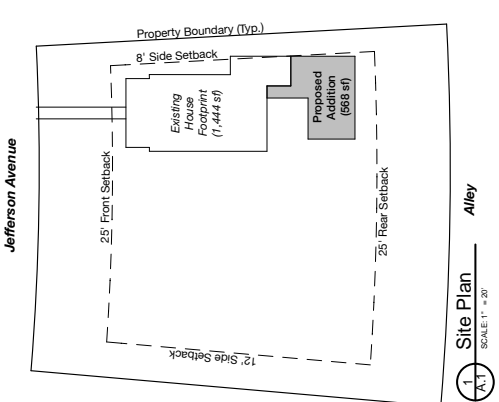 Property Boundary (Typ.)
8' Side Setback
Jefferson Avenue
25' Front Setback
Existing
House
Footprint
(1,444 sf)
Proposed
Addition
(568 sf)
25' Rear Setback
12' Side Setback
Alley
1
A.1
Site Plan
SCALE: 1" = 20'